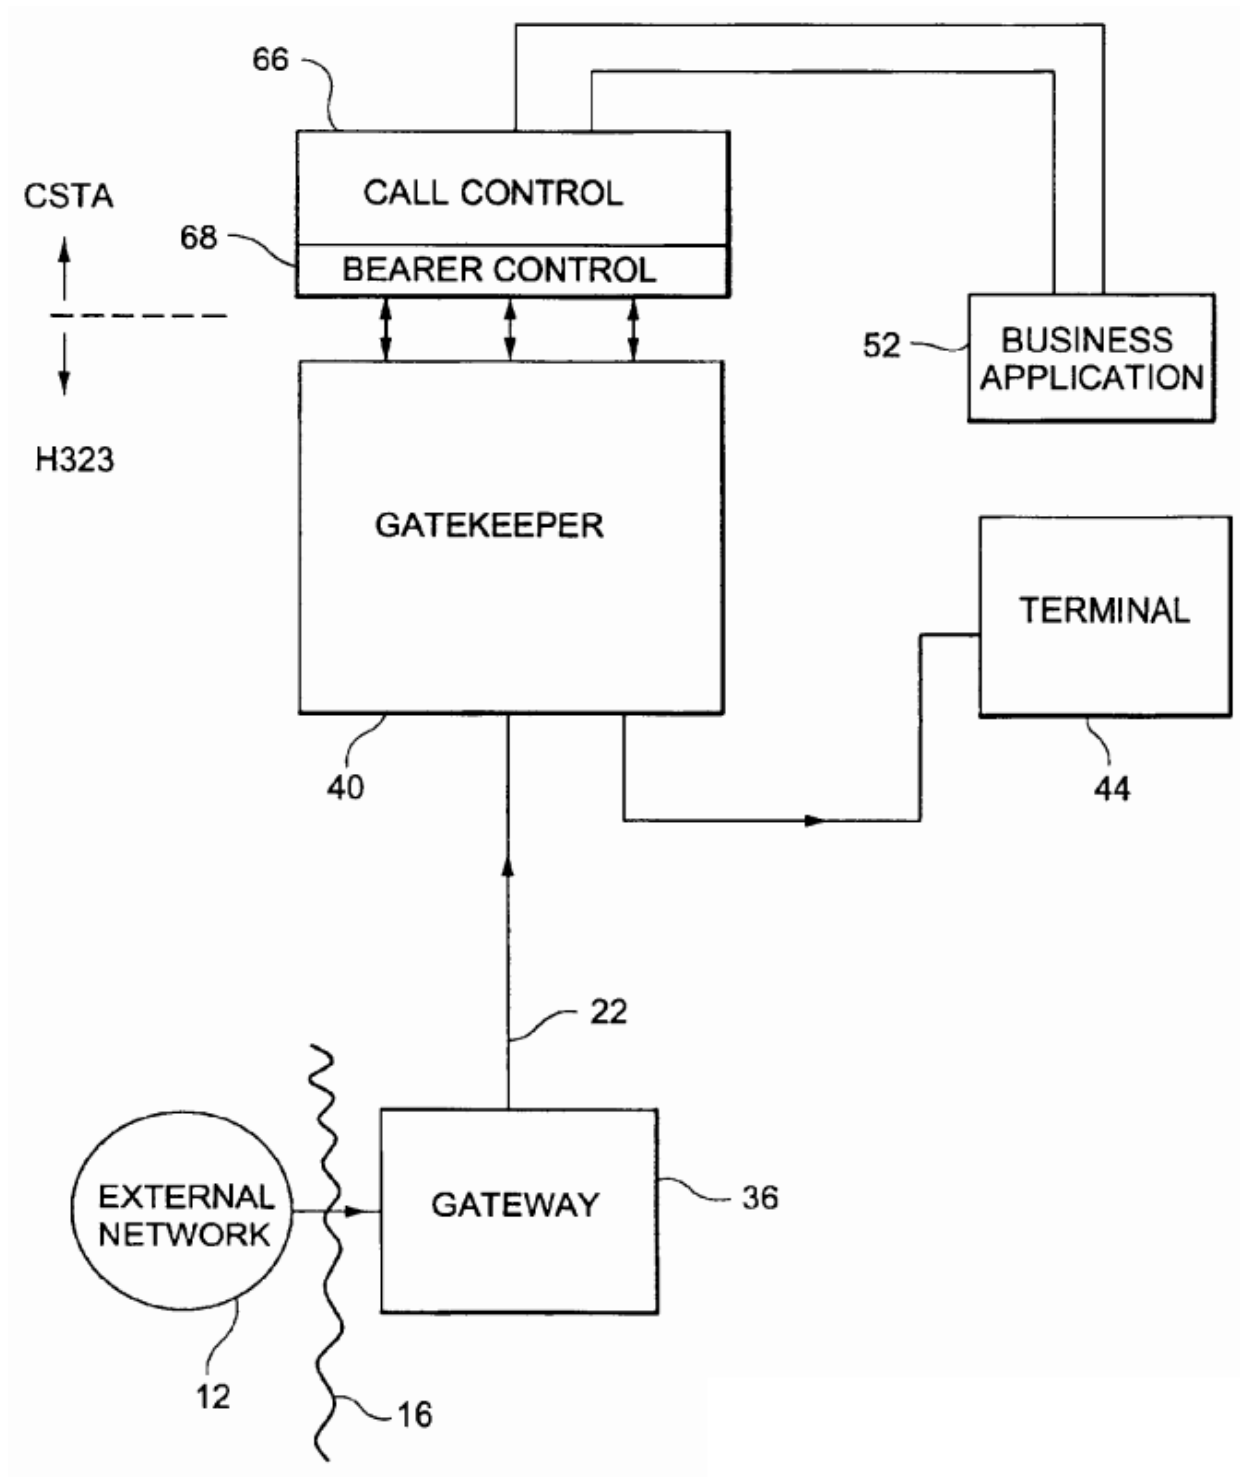 66
CALL CONTROL
CSTA
68
BEARER CONTROL
52
BUSINESS
APPLICATION
H323
GATEKEEPER
TERMINAL
40
44
22
EXTERNAL
NETWORK
GATEWAY
36
12
16